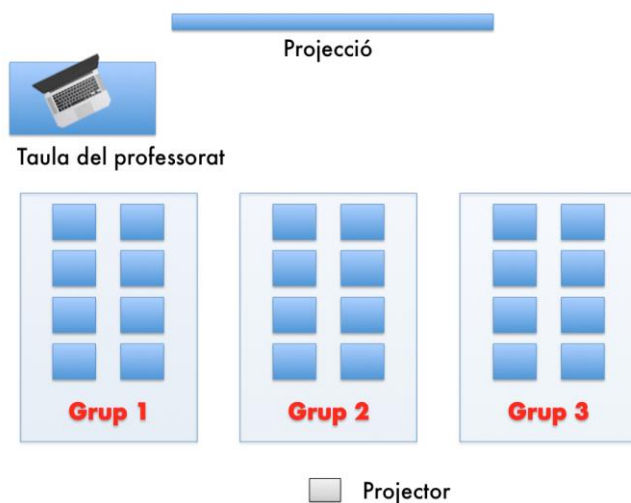 Projecció
Taula del professorat
Grup 1
Grup 2
Grup 3
Projector